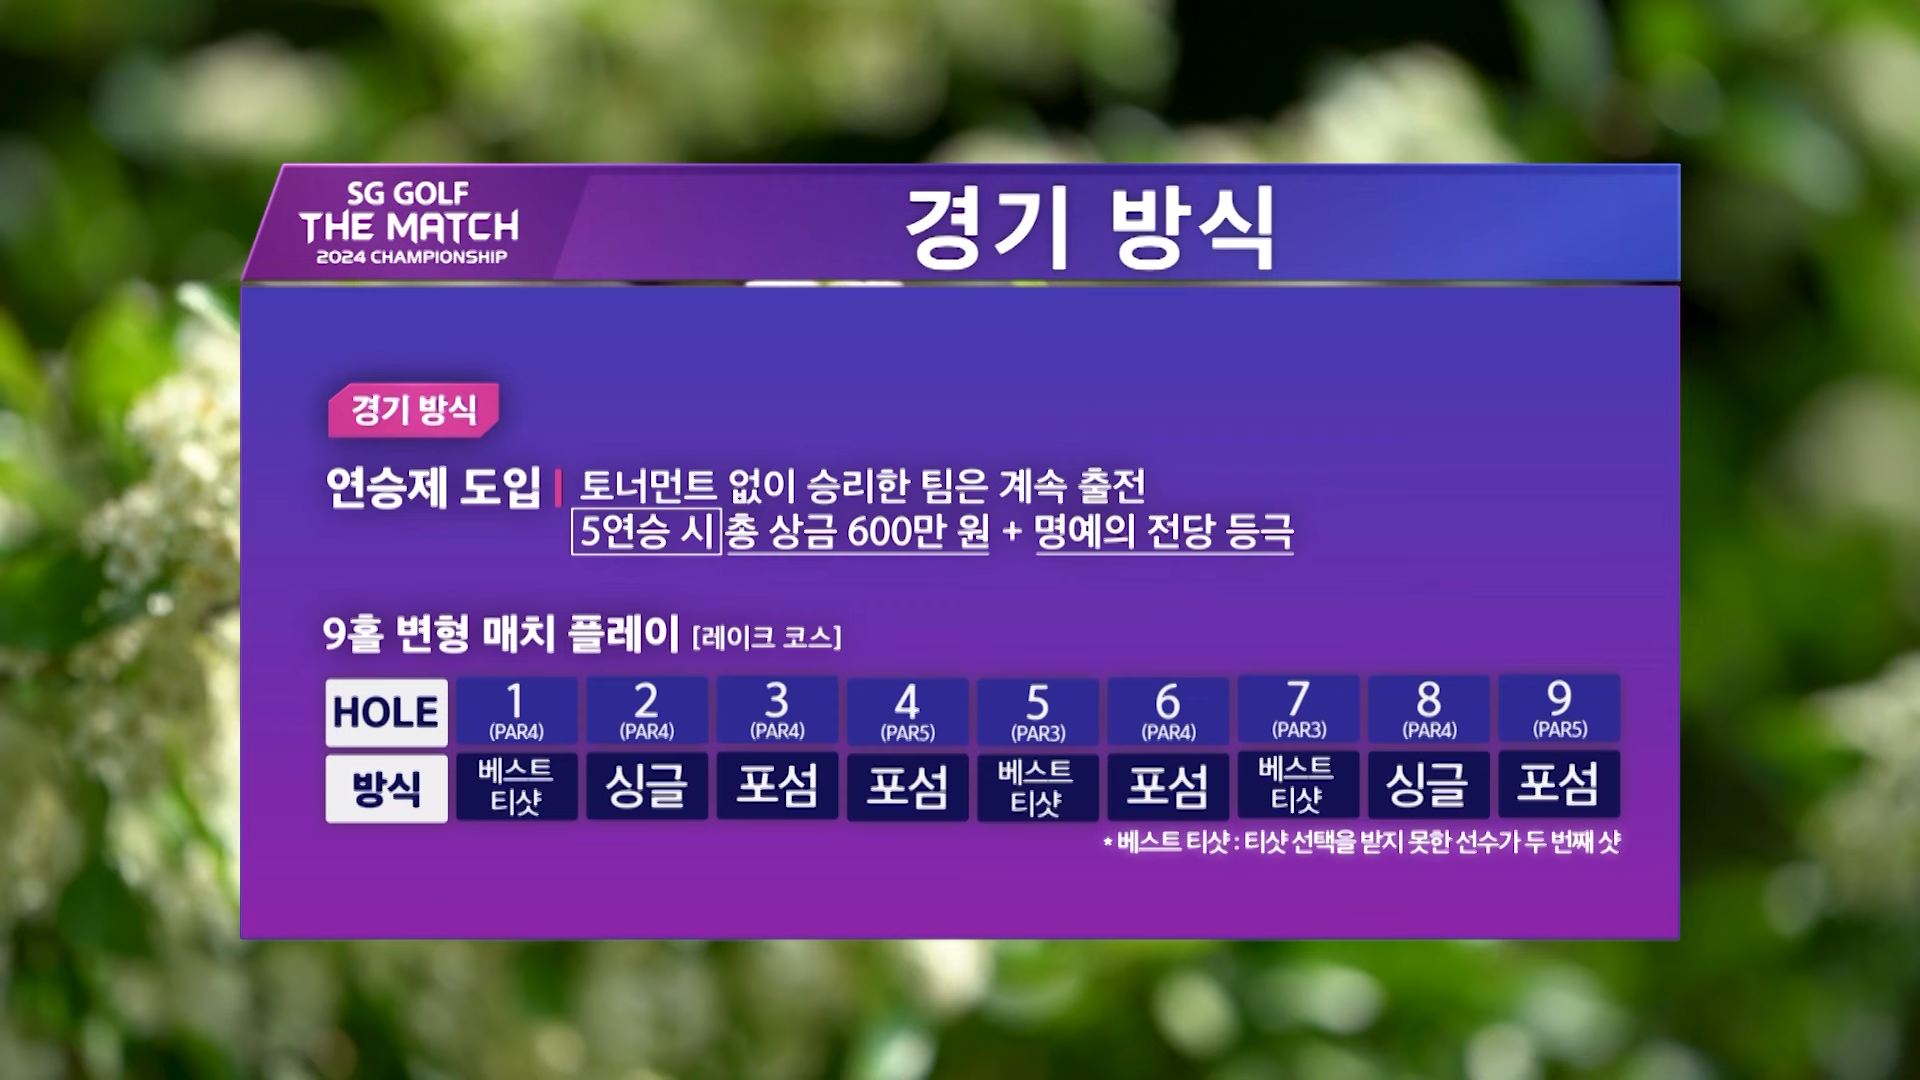 SG GOLF
THE MATCH
2024 CHAMPIONSHIP
경기 방식
경기 방식
연승제 도입 | 토너먼트 없이 승리한 팀은 계속 출전
5연승 시 총 상금 600만 원 + 명예의 전당 등극
9홀 변형 매치 플레이 [레이크 코스]
HOLE 1 (PAR4) 2 (PAR4) 3 (PAR4) 4 (PAR5) 5 (PAR3) 6 (PAR4) 7 (PAR3) 8 (PAR4) 9 (PAR5)
방식 베스트 티샷 싱글 포섬 포섬 베스트 티샷 포섬 베스트 티샷 싱글 포섬
* 베스트 티샷 : 티샷 선택을 받지 못한 선수가 두 번째 샷